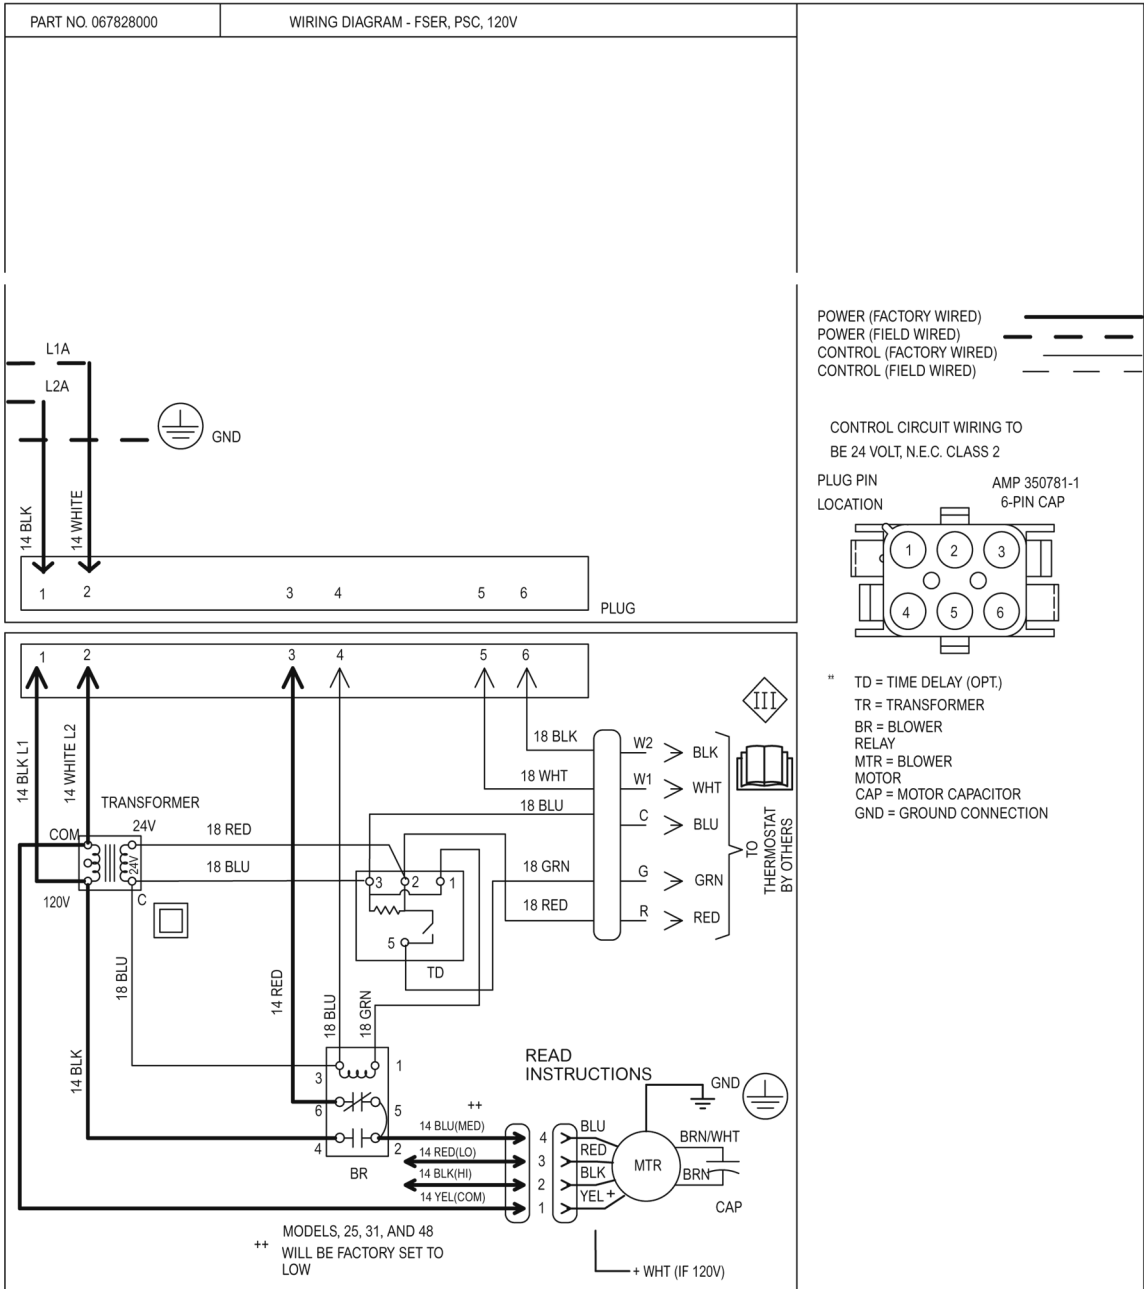 PART NO. 067828000
WIRING DIAGRAM - FSER, PSC, 120V
L1A
L2A
GND
14 BLK
14 WHITE
1
2
3
4
5
6
PLUG
POWER (FACTORY WIRED)
POWER (FIELD WIRED)
CONTROL (FACTORY WIRED)
CONTROL (FIELD WIRED)
CONTROL CIRCUIT WIRING TO
BE 24 VOLT, N.E.C. CLASS 2
PLUG PIN
LOCATION
AMP 350781-1
6-PIN CAP
1
2
3
4
5
6
** TD = TIME DELAY (OPT.)
TR = TRANSFORMER
BR = BLOWER
RELAY
MTR = BLOWER
MOTOR
CAP = MOTOR CAPACITOR
GND = GROUND CONNECTION
1
2
3
4
5
6
III
14 BLK L1
14 WHITE L2
TRANSFORMER
COM
24V
24V
120V
C
18 RED
18 BLU
18 BLU
14 BLK
14 RED
18 BLU
18 GRN
18 BLK
18 WHT
18 BLU
18 GRN
18 RED
W2
BLK
W1
WHT
C
BLU
G
GRN
R
RED
TO
THERMOSTAT
BY OTHERS
3
2
1
5
TD
3
1
6
5
4
2
BR
READ
INSTRUCTIONS
++
14 BLU(MED)
14 RED(LO)
14 BLK(HI)
14 YEL(COM)
4
3
2
1
BLU
RED
BLK
YEL +
MTR
GND
BRN/WHT
BRN
CAP
++ MODELS, 25, 31, AND 48
WILL BE FACTORY SET TO
LOW
+ WHT (IF 120V)